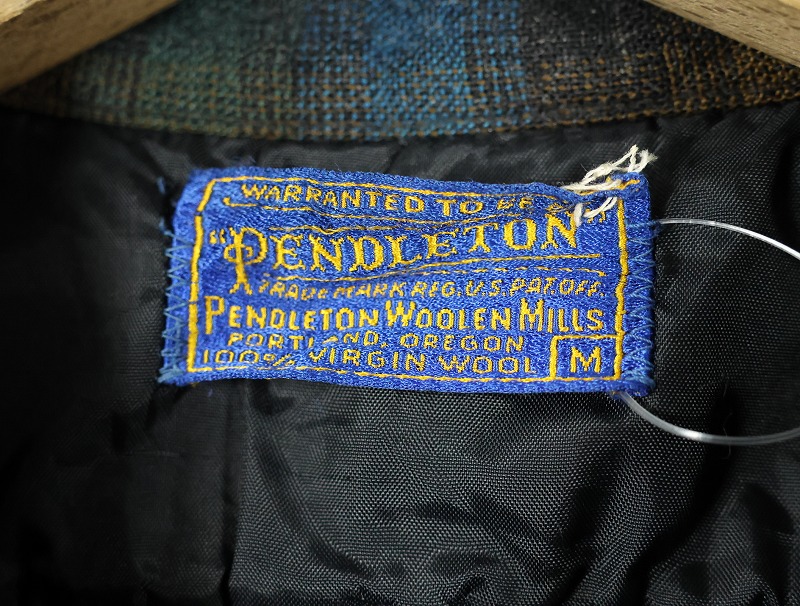 WARRANTED TO BE A
"PENDLETON"
TRADE MARK REG. U.S. PAT. OFF.
PENDLETON WOOLEN MILLS
PORTLAND, OREGON
100% VIRGIN WOOL M